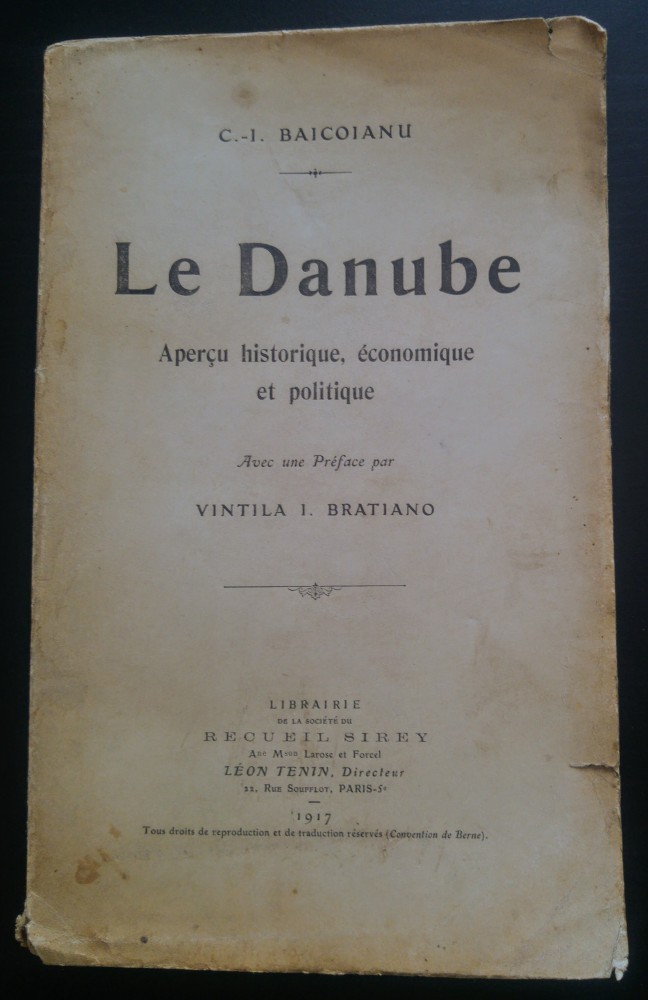 C.-I. BAICOIANU
Le Danube
Aperçu historique, économique
et politique
Avec une Préface par
VINTILA I. BRATIANO
LIBRAIRIE
DE LA SOCIÉTÉ DU
RECUEIL SIREY
Anc Mson Larose et Forcel
LÉON TENIN, Directeur
22, Rue Soufflot, PARIS-5e
1917
Tous droits de reproduction et de traduction réservés (Convention de Berne).